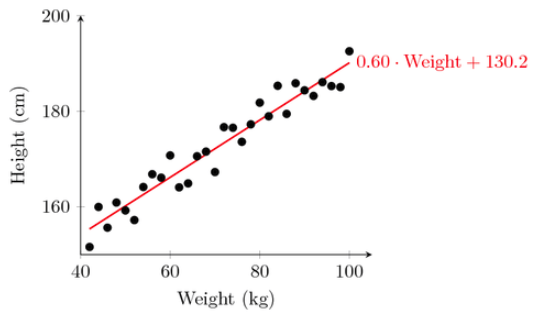 200
0.60 · Weight + 130.2
180
160
Height (cm)
40 60 80 100
Weight (kg)